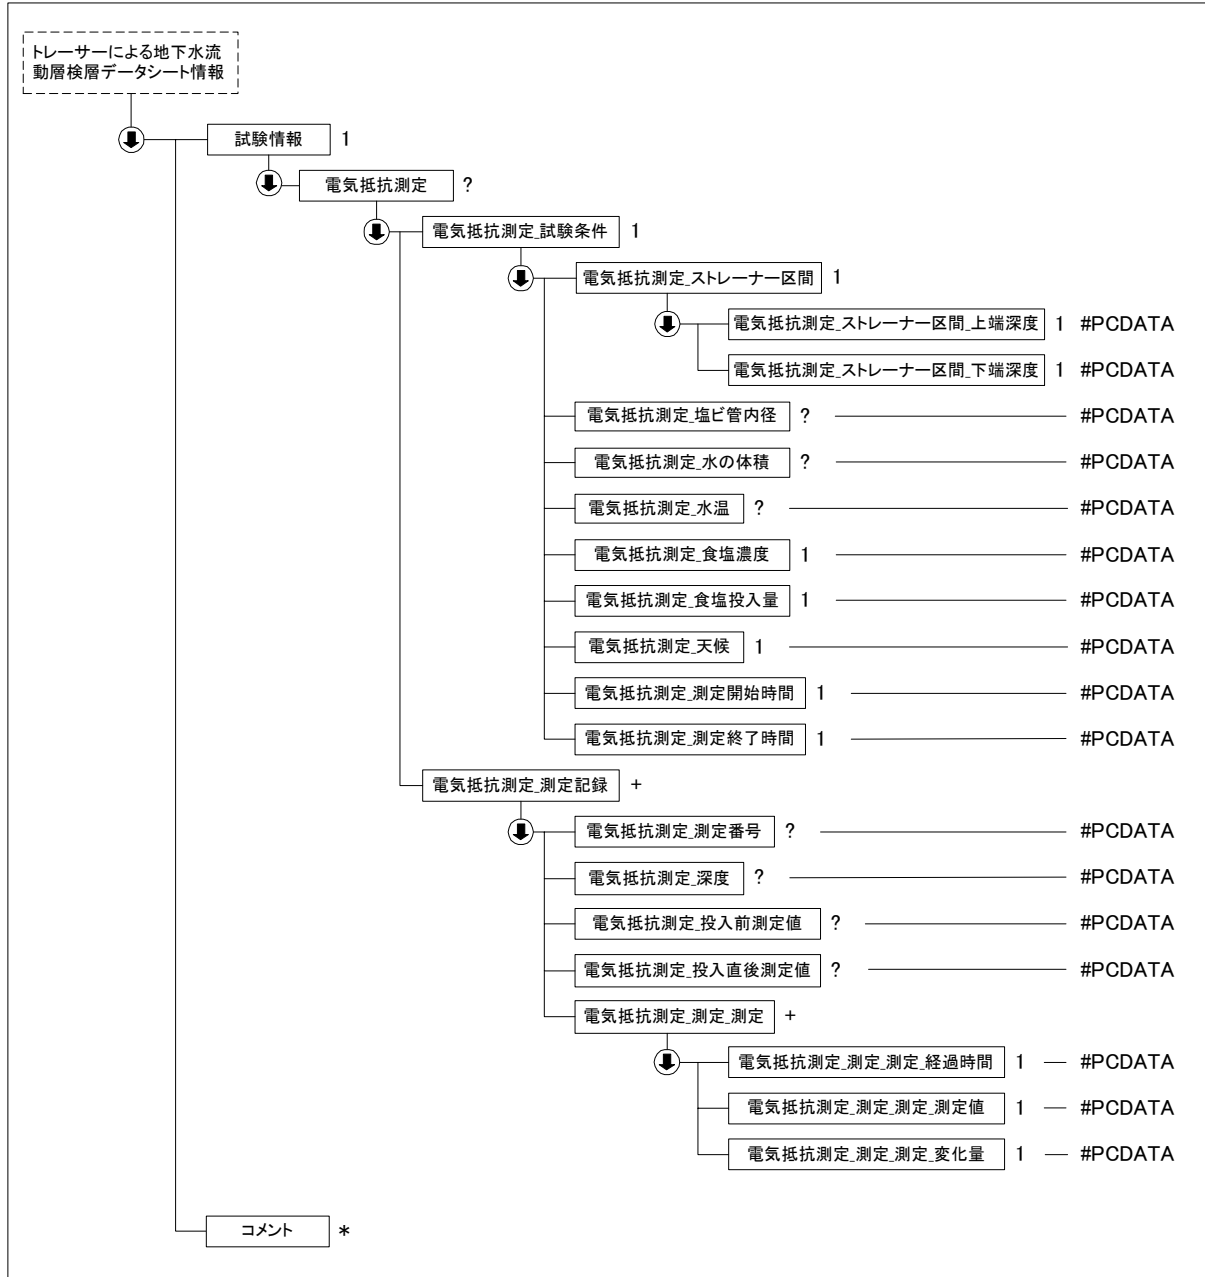 トレーサーによる地下水流
動層検層データシート情報
試験情報 1
電気抵抗測定 ?
電気抵抗測定_試験条件 1
電気抵抗測定_ストレーナー区間 1
電気抵抗測定_ストレーナー区間_上端深度 1 #PCDATA
電気抵抗測定_ストレーナー区間_下端深度 1 #PCDATA
電気抵抗測定_塩ビ管内径 ? #PCDATA
電気抵抗測定_水の体積 ? #PCDATA
電気抵抗測定_水温 ? #PCDATA
電気抵抗測定_食塩濃度 1 #PCDATA
電気抵抗測定_食塩投入量 1 #PCDATA
電気抵抗測定_天候 1 #PCDATA
電気抵抗測定_測定開始時間 1 #PCDATA
電気抵抗測定_測定終了時間 1 #PCDATA
電気抵抗測定_測定記録 +
電気抵抗測定_測定番号 ? #PCDATA
電気抵抗測定_深度 ? #PCDATA
電気抵抗測定_投入前測定値 ? #PCDATA
電気抵抗測定_投入直後測定値 ? #PCDATA
電気抵抗測定_測定_測定 +
電気抵抗測定_測定_測定_経過時間 1 #PCDATA
電気抵抗測定_測定_測定_測定値 1 #PCDATA
電気抵抗測定_測定_測定_変化量 1 #PCDATA
コメント *